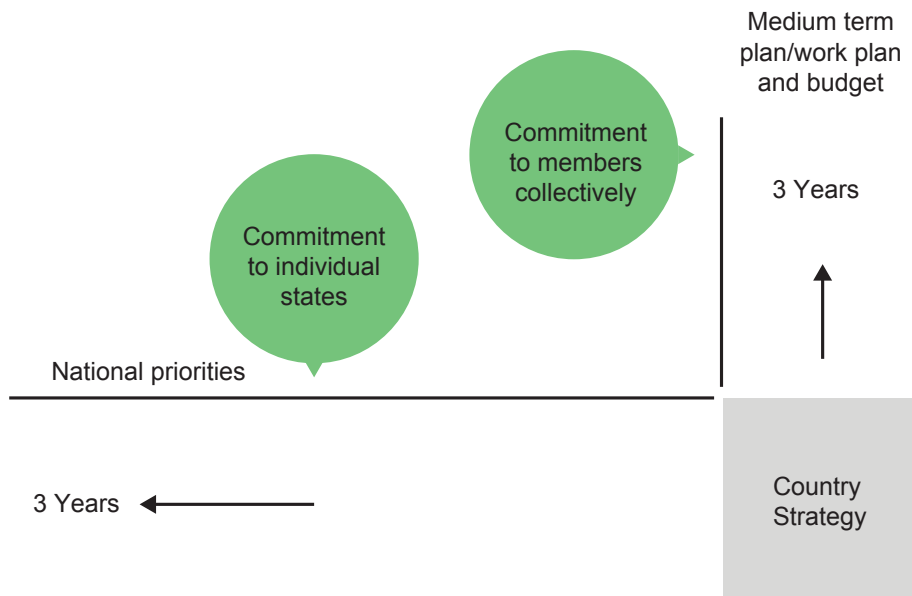 Medium term
plan/work plan
and budget
Commitment
to members
collectively
3 Years
Commitment
to individual
states
National priorities
3 Years
Country
Strategy